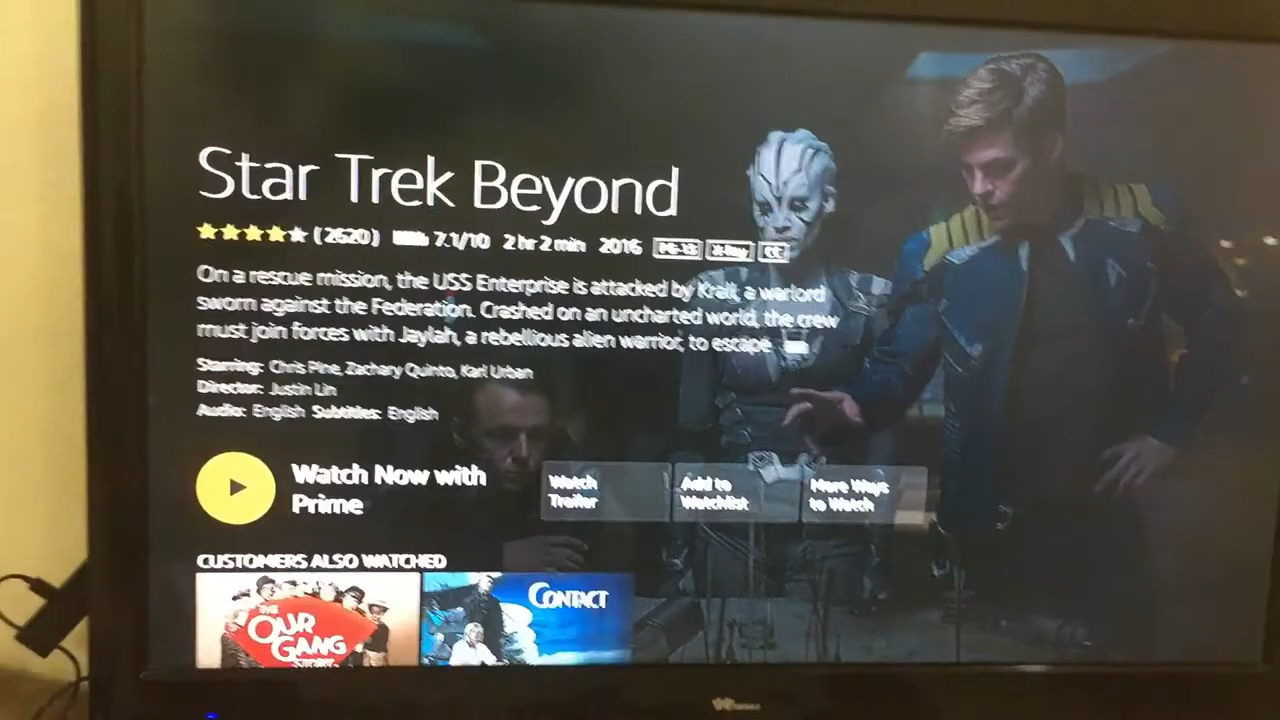 Star Trek Beyond
(2620) 7.1/10 2 hr 2 min 2016 PG-13 X-Ray CC
On a rescue mission, the USS Enterprise is attacked by Krall, a warlord
sworn against the Federation. Crashed on an uncharted world, the crew
must join forces with Jaylah, a rebellious alien warrior, to escape.
Starring: Chris Pine, Zachary Quinto, Karl Urban
Director: Justin Lin
Audio: English Subtitles: English
Watch Now with
Prime
Watch
Trailer
Add to
Watchlist
More Ways
to Watch
CUSTOMERS ALSO WATCHED
THE
OUR
GANG
STORY
CONTACT